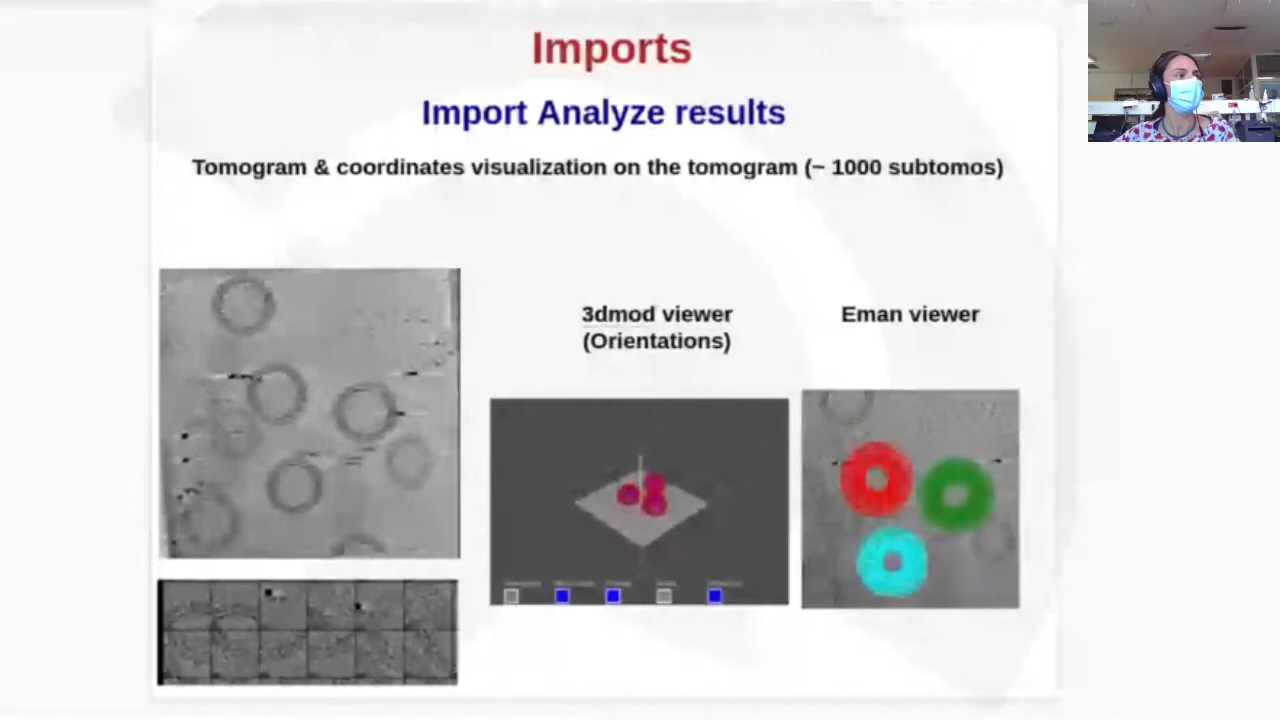 Imports
Import Analyze results
Tomogram & coordinates visualization on the tomogram (~ 1000 subtomos)
3dmod viewer
(Orientations)
Eman viewer